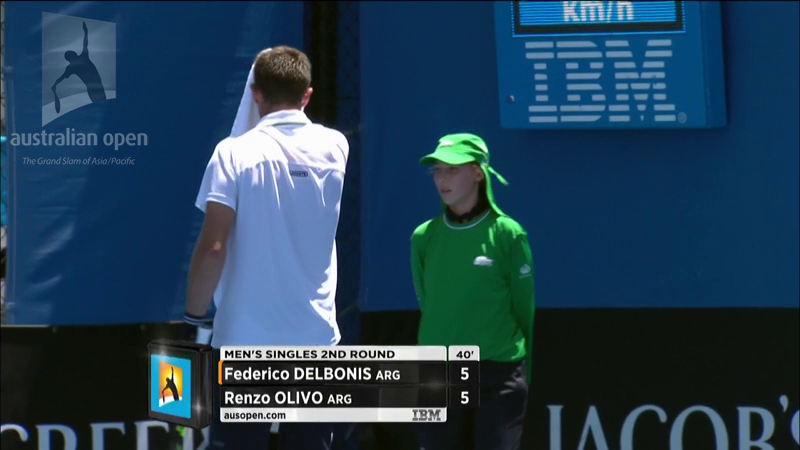 km/h
IBM
australian open
The Grand Slam of Asia/Pacific
MEN'S SINGLES 2ND ROUND 40'
Federico DELBONIS ARG 5
Renzo OLIVO ARG 5
ausopen.com IBM
CREEK
JACOB'S